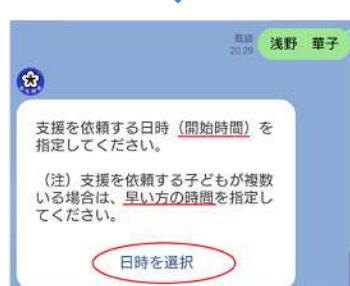 既読
20:29
浅野 華子
支援を依頼する日時（開始時間）を
指定してください。
（注）支援を依頼する子どもが複数
いる場合は、早い方の時間を指定し
てください。
日時を選択